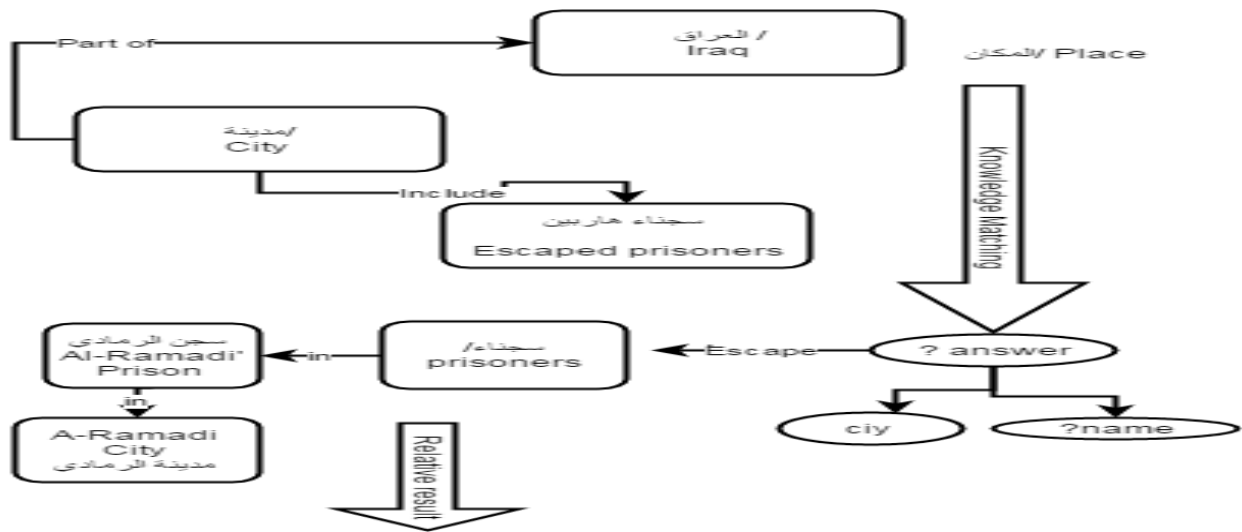 Part of
العراق /
Iraq
المكان/ Place
مدينة/
City
Include
سجناء هاربين
Escaped prisoners
Knowledge Matching
سجن الرمادي
Al-Ramadi'
Prison
in
سجناء/
prisoners
Escape
? answer
in
A-Ramadi
City
مدينة الرمادي
ciy
?name
Relative result